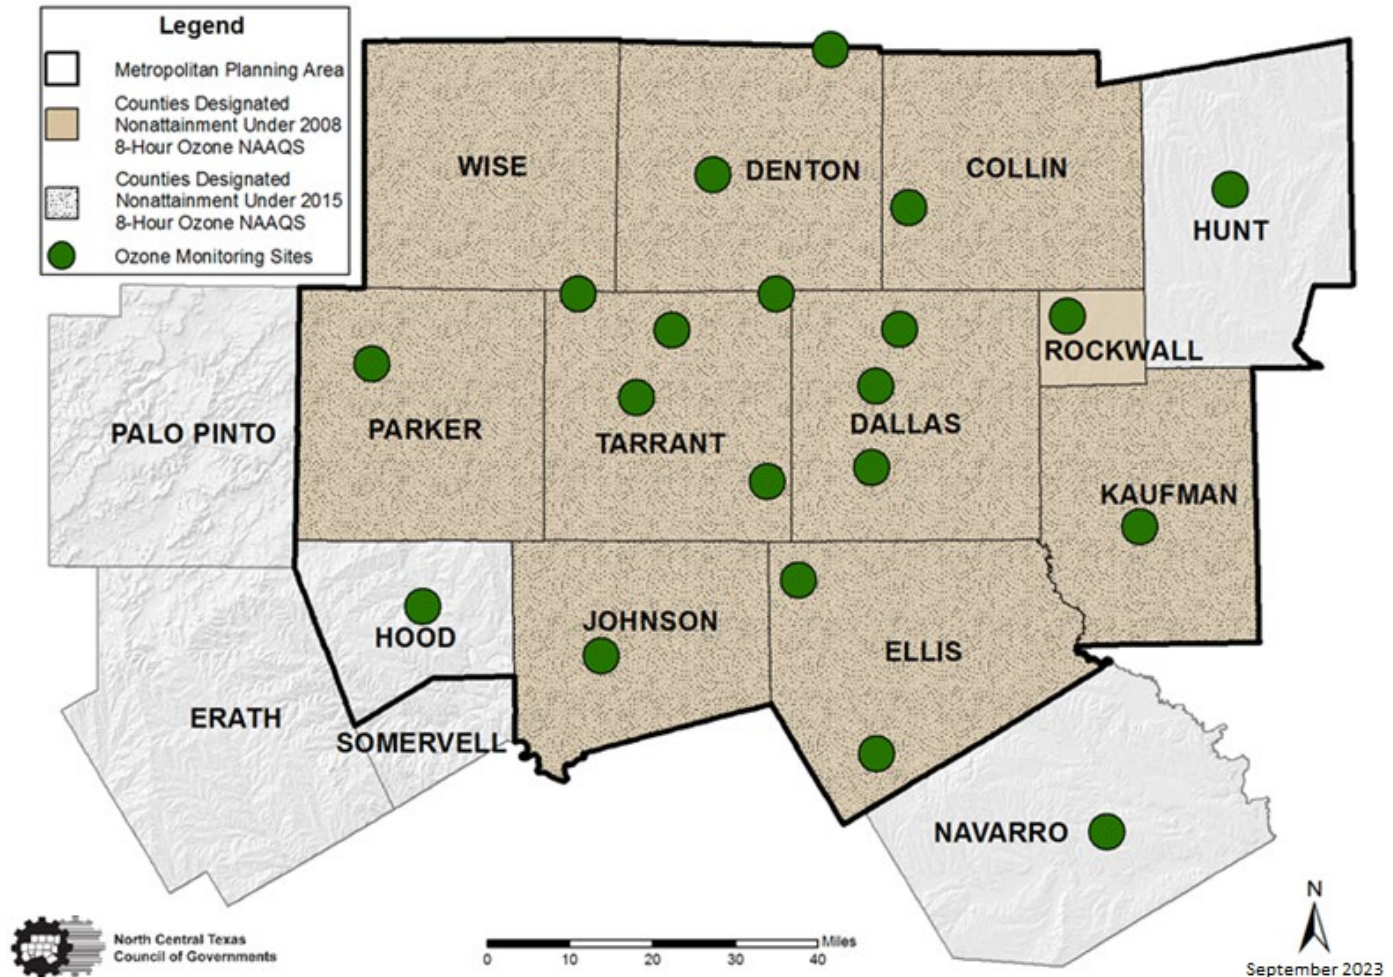 Legend
Metropolitan Planning Area
Counties Designated
Nonattainment Under 2008
8-Hour Ozone NAAQS
Counties Designated
Nonattainment Under 2015
8-Hour Ozone NAAQS
Ozone Monitoring Sites
WISE
DENTON
COLLIN
HUNT
ROCKWALL
PALO PINTO
PARKER
TARRANT
DALLAS
KAUFMAN
HOOD
JOHNSON
ELLIS
ERATH
SOMERVELL
NAVARRO
North Central Texas
Council of Governments
Miles
0 10 20 30 40
N
September 2023